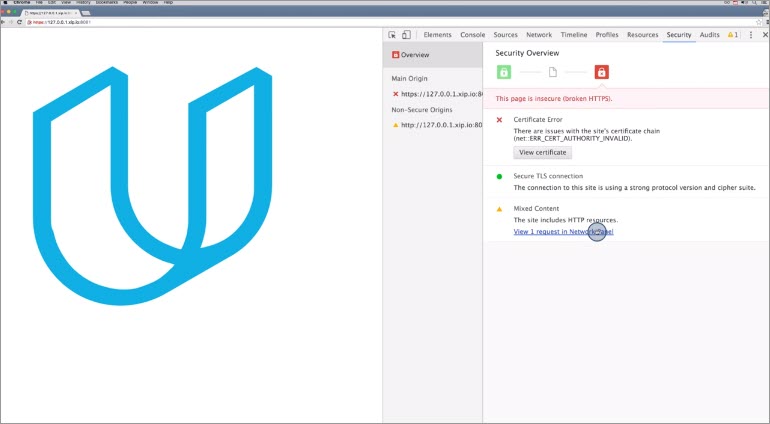 Chrome File Edit View History Bookmarks People Window Help
https://127.0.0.1.xip.io:8081
Elements Console Sources Network Timeline Profiles Resources Security Audits 1
Overview
Security Overview
Main Origin
https://127.0.0.1.xip.io:80
Non-Secure Origins
http://127.0.0.1.xip.io:80
This page is insecure (broken HTTPS).
Certificate Error
There are issues with the site's certificate chain
(net::ERR_CERT_AUTHORITY_INVALID).
View certificate
Secure TLS connection
The connection to this site is using a strong protocol version and cipher suite.
Mixed Content
The site includes HTTP resources.
View 1 request in Network Panel